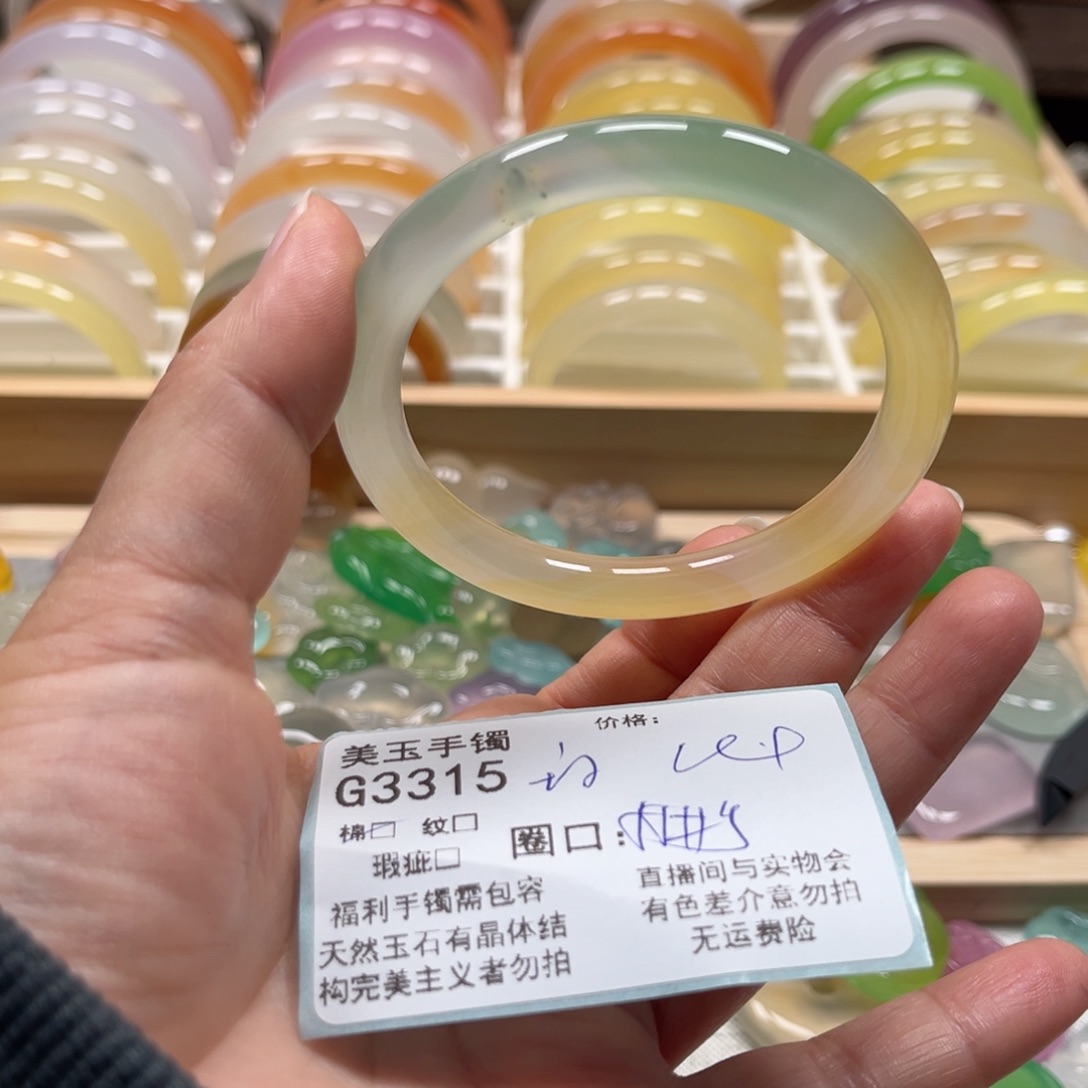 美玉手镯
价格：
G3315
棉□ 纹□
瑕疵□
圈口：
福利手镯需包容
天然玉石有晶体结
构完美主义者勿拍
直播间与实物会
有色差介意勿拍
无运费险